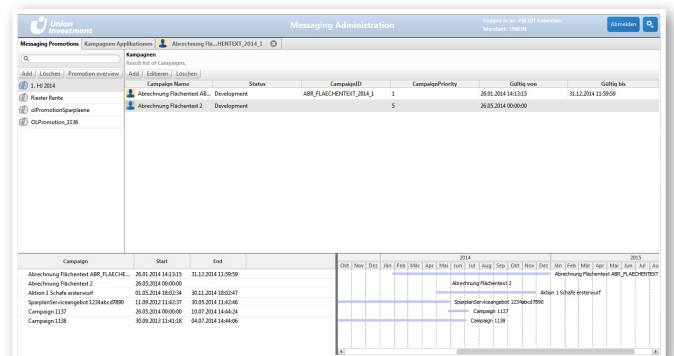 Union Investment
Messaging Administration
Logged in as: PM UIT Entwickler
Mandant: UNION
Abmelden
Messaging Promotions
Kampagnen Applikationen
Abrechnung Flä...HENTEXT_2014_1
Kampagnen
Result list of Campaigns.
Add Löschen Promotion overview
Add Editieren Löschen
Campaign Name Status CampaignID CampaignPriority Gültig von Gültig bis
1. HJ 2014
Riester Rente
olPromotionSparplaene
OLPromotion_1136
Abrechnung Flächentext AB... Development ABR_FLAECHENTEXT_2014_1 1 26.01.2014 14:13:15 31.12.2014 11:59:59
Abrechnung Flächentext 2 Development 5 26.05.2014 00:00:00
Campaign Start End
Abrechnung Flächentext ABR_FLAECHE... 26.01.2014 14:13:15 31.12.2014 11:59:59
Abrechnung Flächentext 2 26.05.2014 00:00:00
Aktion 1 Schafe ersterwurf 01.05.2014 18:02:34 30.11.2014 18:02:47
SparplanServiceangebot 1234abcd7890 11.09.2012 11:42:37 30.05.2014 11:42:46
Campaign 1137 26.05.2014 00:00:00 10.07.2014 14:44:24
Campaign 1138 30.09.2013 11:41:18 04.07.2014 14:44:06
2014 2015
Okt Nov Dez Jän Feb Mär Apr Mai Jun Jul Aug Sep Okt Nov Dez Jän Feb Mär Apr Mai Jun Jul Au
Abrechnung Flächentext ABR_FLAECHENTEXT
Abrechnung Flächentext 2
Aktion 1 Schafe ersterwurf
SparplanServiceangebot 1234abcd7890
Campaign 1137
Campaign 1138